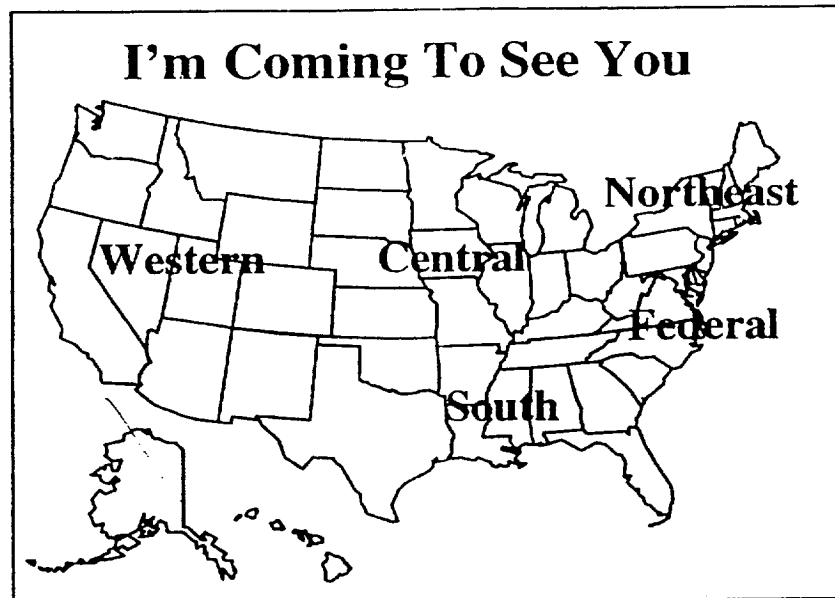 I'm Coming To See You
Northeast
Western
Central
Federal
South